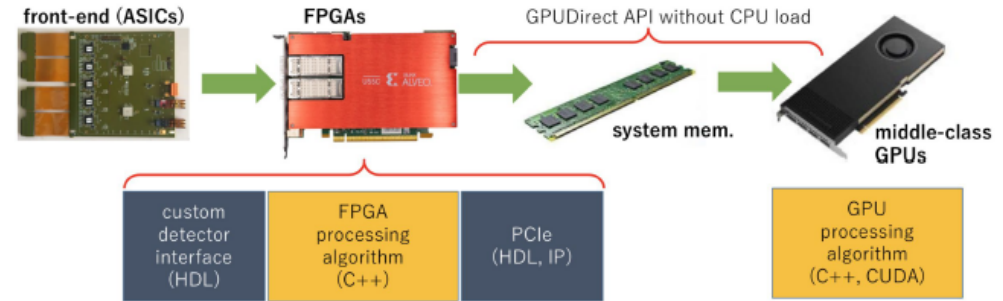 front-end (ASICs)
FPGAs
GPUDirect API without CPU load
ALVEO
system mem.
middle-class
GPUs
custom
detector
interface
(HDL)
FPGA
processing
algorithm
(C++)
PCIe
(HDL, IP)
GPU
processing
algorithm
(C++, CUDA)